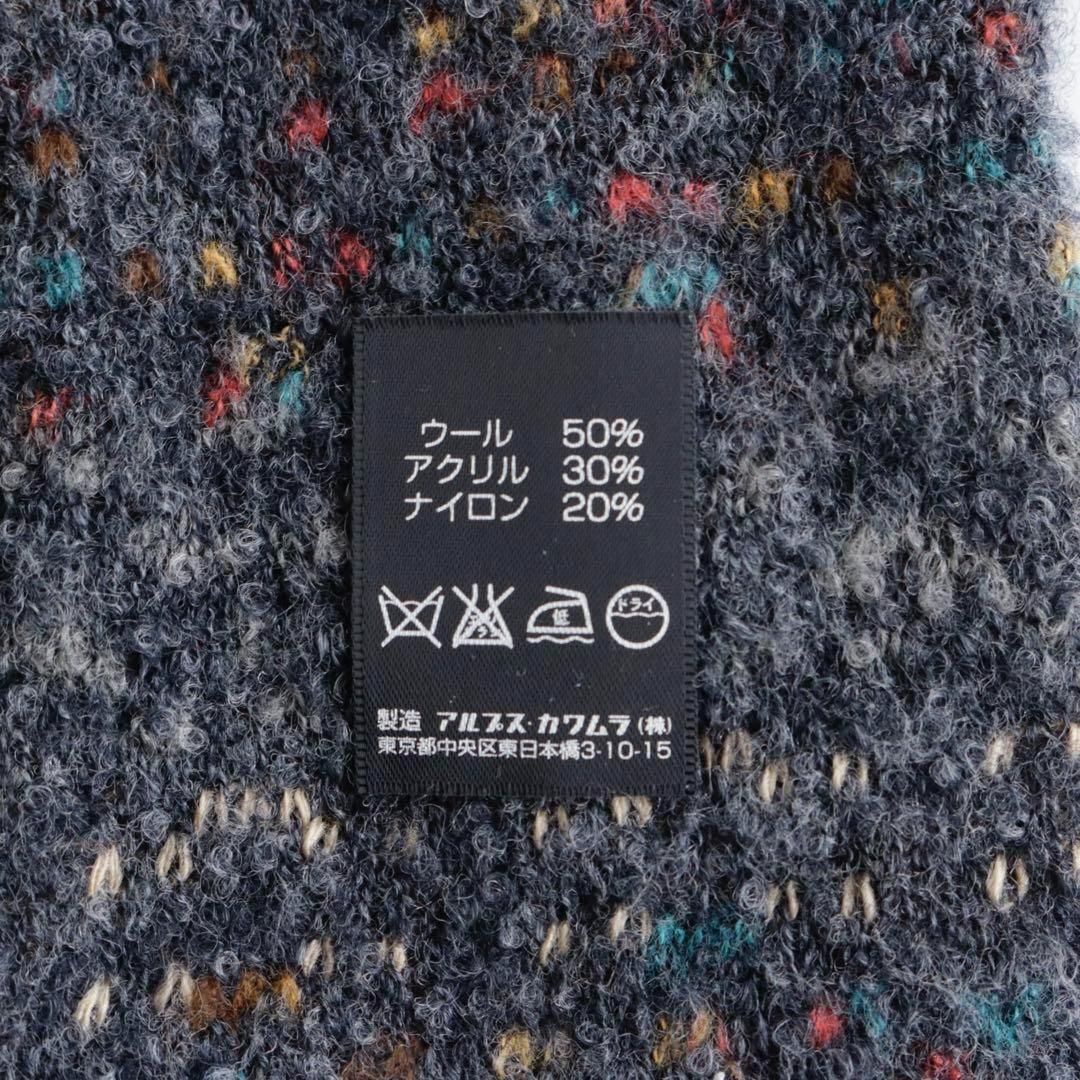 ウール 50%
アクリル 30%
ナイロン 20%
低 ドライ
製造 アルプス・カワムラ(株)
東京都中央区東日本橋3-10-15